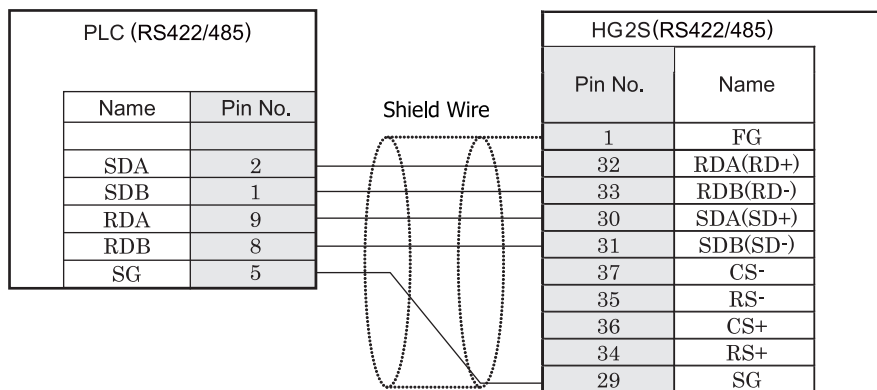 PLC (RS422/485)
Name Pin No.
SDA 2
SDB 1
RDA 9
RDB 8
SG 5
Shield Wire
HG2S(RS422/485)
Pin No. Name
1 FG
32 RDA(RD+)
33 RDB(RD-)
30 SDA(SD+)
31 SDB(SD-)
37 CS-
35 RS-
36 CS+
34 RS+
29 SG